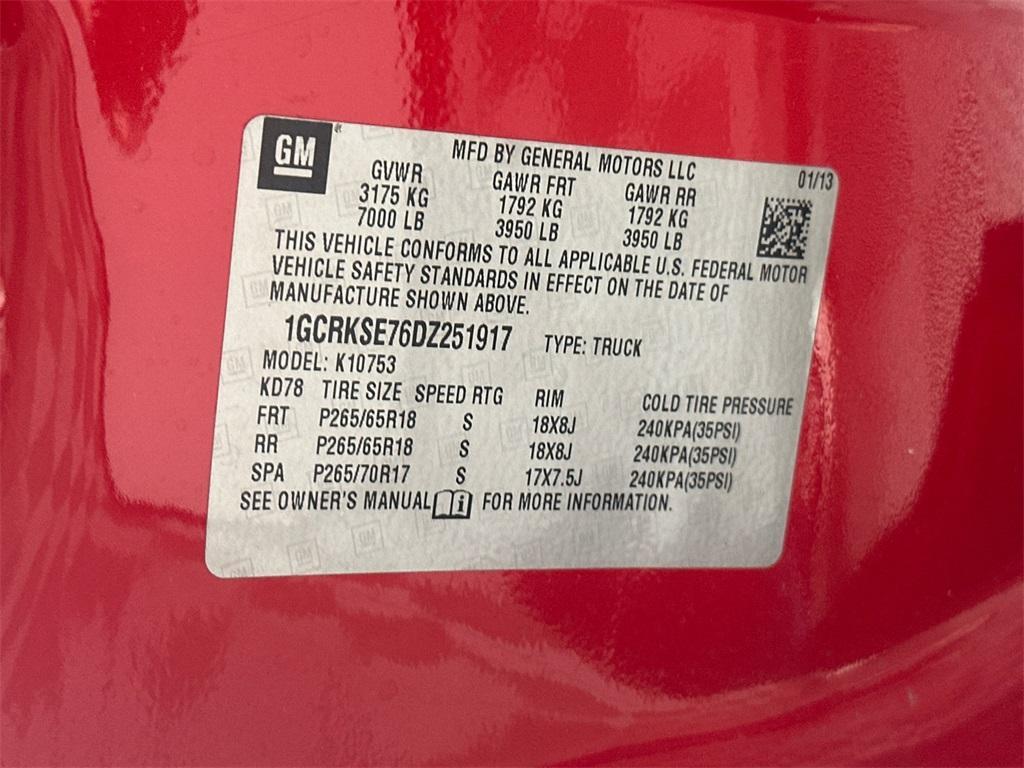 GM
MFD BY GENERAL MOTORS LLC
01/13
GVWR GAWR FRT GAWR RR
3175 KG 1792 KG 1792 KG
7000 LB 3950 LB 3950 LB
THIS VEHICLE CONFORMS TO ALL APPLICABLE U.S. FEDERAL MOTOR
VEHICLE SAFETY STANDARDS IN EFFECT ON THE DATE OF
MANUFACTURE SHOWN ABOVE.
1GCRKSE76DZ251917 TYPE: TRUCK
MODEL: K10753
KD78 TIRE SIZE SPEED RTG RIM COLD TIRE PRESSURE
FRT P265/65R18 S 18X8J 240KPA(35PSI)
RR P265/65R18 S 18X8J 240KPA(35PSI)
SPA P265/70R17 S 17X7.5J 240KPA(35PSI)
SEE OWNER'S MANUAL i FOR MORE INFORMATION.